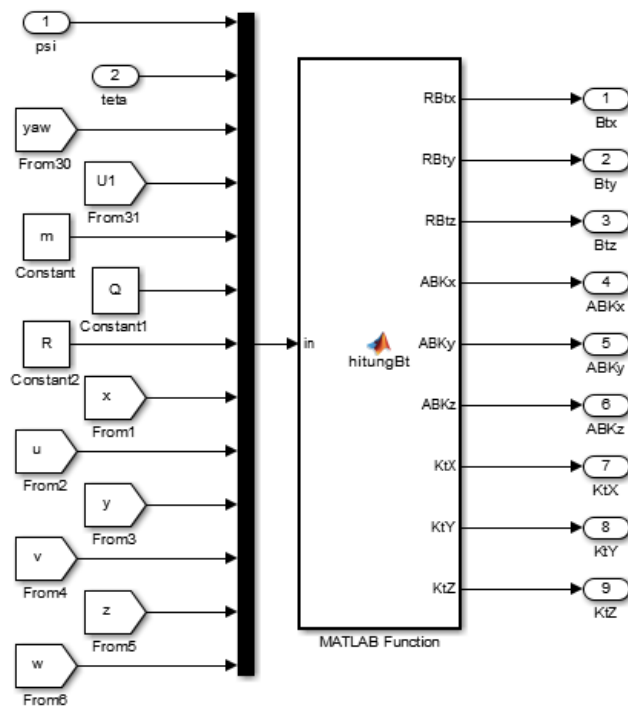 1
psi
2
teta
yaw
From30
U1
From31
m
Constant
Q
Constant1
R
Constant2
x
From1
u
From2
y
From3
v
From4
z
From5
w
From6
in
hitungBt
RBtx
RBty
RBtz
ABKx
ABKy
ABKz
KtX
KtY
KtZ
MATLAB Function
1
Btx
2
Bty
3
Btz
4
ABKx
5
ABKy
6
ABKz
7
KtX
8
KtY
9
KtZ